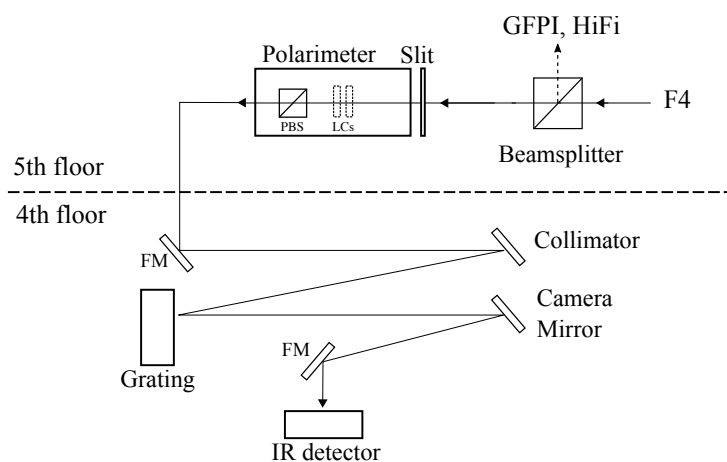 GFPI, HiFi
Polarimeter
Slit
PBS
LCs
F4
Beamsplitter
5th floor
4th floor
FM
Collimator
Camera
Mirror
FM
Grating
IR detector